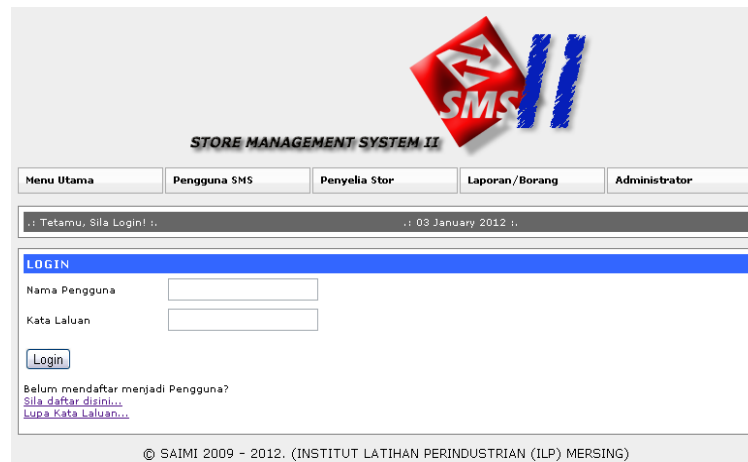 SMS II
STORE MANAGEMENT SYSTEM II
Menu Utama Pengguna SMS Penyelia Stor Laporan/Borang Administrator
.: Tetamu, Sila Login! :. .: 03 January 2012 :.
LOGIN
Nama Pengguna
Kata Laluan
Login
Belum mendaftar menjadi Pengguna?
Sila daftar disini...
Lupa Kata Laluan...
© SAIMI 2009 - 2012. (INSTITUT LATIHAN PERINDUSTRIAN (ILP) MERSING)